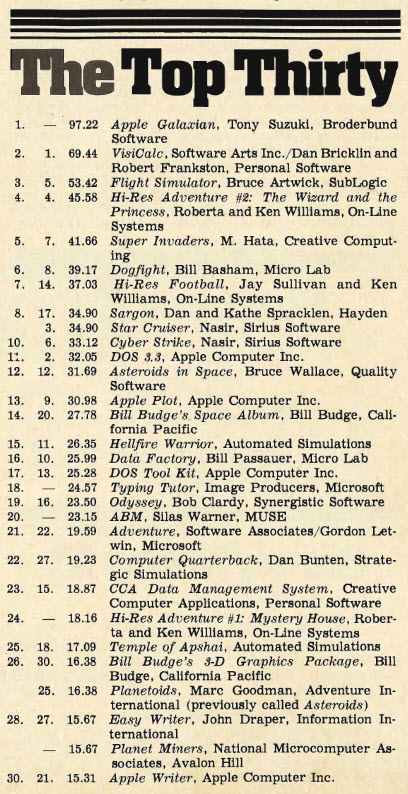 The Top Thirty
1. — 97.22 Apple Galaxian, Tony Suzuki, Broderbund
Software
2. 1. 69.44 VisiCalc, Software Arts Inc./Dan Bricklin and
Robert Frankston, Personal Software
3. 5. 53.42 Flight Simulator, Bruce Artwick, SubLogic
4. 4. 45.58 Hi-Res Adventure #2: The Wizard and the
Princess, Roberta and Ken Williams, On-Line
Systems
5. 7. 41.66 Super Invaders, M. Hata, Creative Comput-
ing
6. 8. 39.17 Dogfight, Bill Basham, Micro Lab
7. 14. 37.03 Hi-Res Football, Jay Sullivan and Ken
Williams, On-Line Systems
8. 17. 34.90 Sargon, Dan and Kathe Spracklen, Hayden
3. 34.90 Star Cruiser, Nasir, Sirius Software
10. 6. 33.12 Cyber Strike, Nasir, Sirius Software
11. 2. 32.05 DOS 3.3, Apple Computer Inc.
12. 12. 31.69 Asteroids in Space, Bruce Wallace, Quality
Software
13. 9. 30.98 Apple Plot, Apple Computer Inc.
14. 20. 27.78 Bill Budge's Space Album, Bill Budge, Cali-
fornia Pacific
15. 11. 26.35 Hellfire Warrior, Automated Simulations
16. 10. 25.99 Data Factory, Bill Passauer, Micro Lab
17. 13. 25.28 DOS Tool Kit, Apple Computer Inc.
18. — 24.57 Typing Tutor, Image Producers, Microsoft
19. 16. 23.50 Odyssey, Bob Clardy, Synergistic Software
20. — 23.15 ABM, Silas Warner, MUSE
21. 22. 19.59 Adventure, Software Associates/Gordon Let-
win, Microsoft
22. 27. 19.23 Computer Quarterback, Dan Bunten, Strate-
gic Simulations
23. 15. 18.87 CCA Data Management System, Creative
Computer Applications, Personal Software
24. — 18.16 Hi-Res Adventure #1: Mystery House, Rober-
ta and Ken Williams, On-Line Systems
25. 18. 17.09 Temple of Apshai, Automated Simulations
26. 30. 16.38 Bill Budge's 3-D Graphics Package, Bill
Budge, California Pacific
25. 16.38 Planetoids, Marc Goodman, Adventure In-
ternational (previously called Asteroids)
28. 27. 15.67 Easy Writer, John Draper, Information In-
ternational
— 15.67 Planet Miners, National Microcomputer As-
sociates, Avalon Hill
30. 21. 15.31 Apple Writer, Apple Computer Inc.